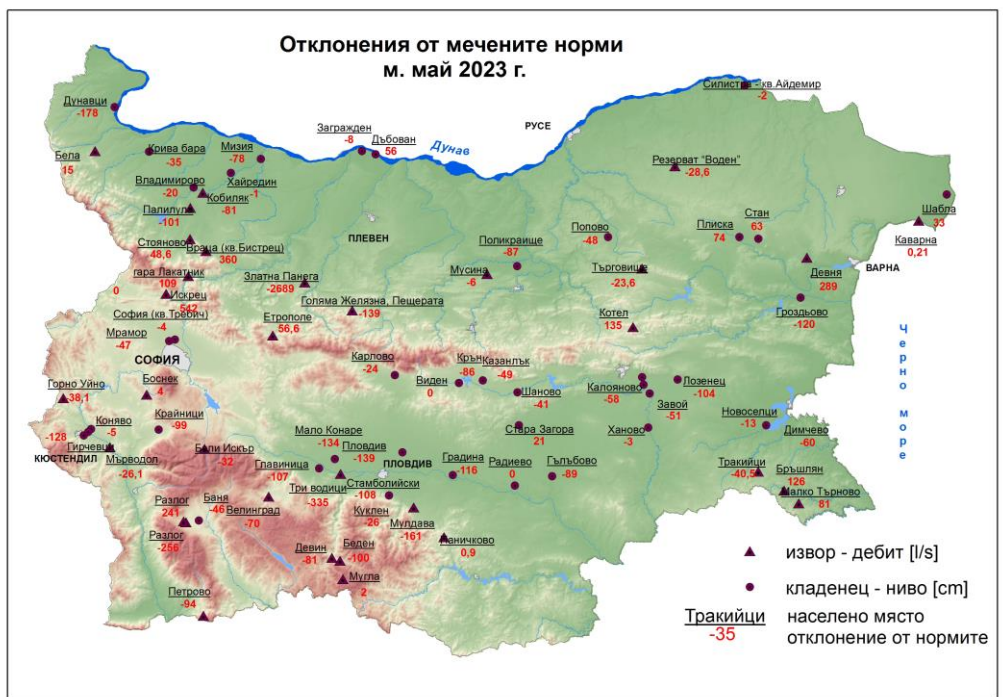 Отклонения от мечените норми
м. май 2023 г.
Силистра - кв.Айдемир
-2
Дунавци
-178
РУСЕ
Загражден
-8
Дъбован
56
Дунав
Крива бара
-35
Мизия
-78
Бела
15
Резерват "Воден"
-28,6
Владимирово
-20
Хайредин
-1
Кобиляк
-81
Палилула
-101
Шабла
33
Стояново
48,6
Враца (кв.Бистрец)
360
ПЛЕВЕН
Поликраище
-87
Попово
-48
Плиска
74
Стан
63
Каварна
0,21
гара Лакатник
109
Златна Панега
-2689
Мусина
-6
Търговище
-23,6
Девня
289
ВАРНА
0
Искрец
542
Голяма Желязна, Пещерата
-139
София (кв.Требич)
-4
Етрополе
56,6
Котел
135
Гроздьово
-120
Мрамор
-47
СОФИЯ
Карлово
-24
Крън
-86
Казанлък
-49
Черно море
Горно Уйно
-38,1
Боснек
4
Виден
0
Шаново
-41
Калояново
-58
Лозенец
-104
Завой
-51
Коняво
-5
-128
Гирчевци
Крайници
-99
Стара Загора
21
Ханово
-3
Новоселци
-13
Димчево
-60
КЮСТЕНДИЛ
Мърводол
-26,1
Бели Искър
-32
Мало Конаре
-134
Пловдив
-139
ПЛОВДИВ
Главиница
-107
Градина
-116
Радиево
0
Гълъбово
-89
Тракийци
-40,5
Бръшлян
126
Малко Търново
81
Три водици
-335
Стамболийски
-108
Разлог
241
Баня
-46
Велинград
-70
Куклен
-26
Мулдава
-161
Разлог
-256
Паничково
0,9
Девин
-81
Беден
-100
Мугла
2
Петрово
-94
извор - дебит [l/s]
кладенец - ниво [cm]
Тракийци населено място
-35 отклонение от нормите